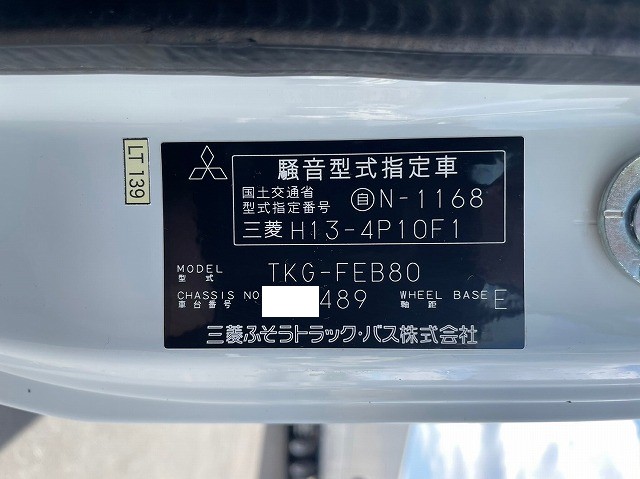 LT 139
騒音型式指定車
国土交通省
型式指定番号 自N-1168
三菱 H13-4P10F1
MODEL
型式 TKG-FEB80
CHASSIS NO
車台番号 489 WHEEL BASE
軸距 E
三菱ふそうトラック・バス株式会社